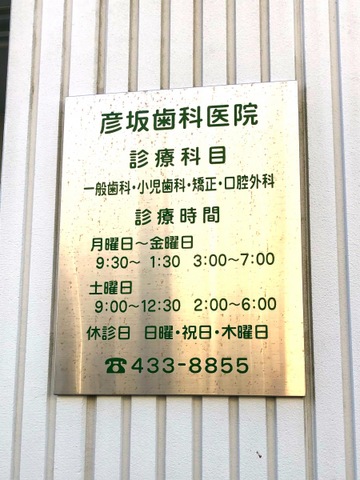 彦坂歯科医院
診療科目
一般歯科・小児歯科・矯正・口腔外科
診療時間
月曜日〜金曜日
9:30〜 1:30 3:00〜7:00
土曜日
9:00〜12:30 2:00〜6:00
休診日 日曜・祝日・木曜日
☎433-8855